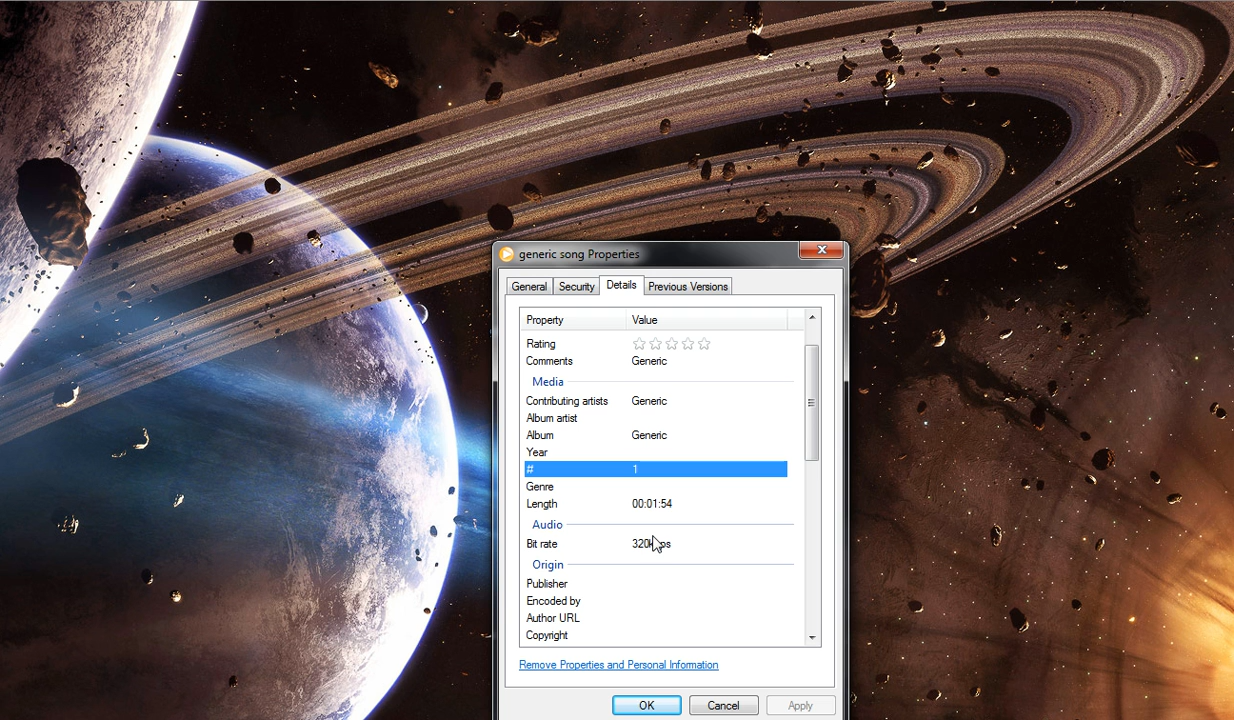 generic song Properties
General Security Details Previous Versions
Property Value
Rating
Comments Generic
Media
Contributing artists Generic
Album artist
Album Generic
Year
# 1
Genre
Length 00:01:54
Audio
Bit rate
Origin
Publisher
Encoded by
Author URL
Copyright
Remove Properties and Personal Information
OK Cancel Apply